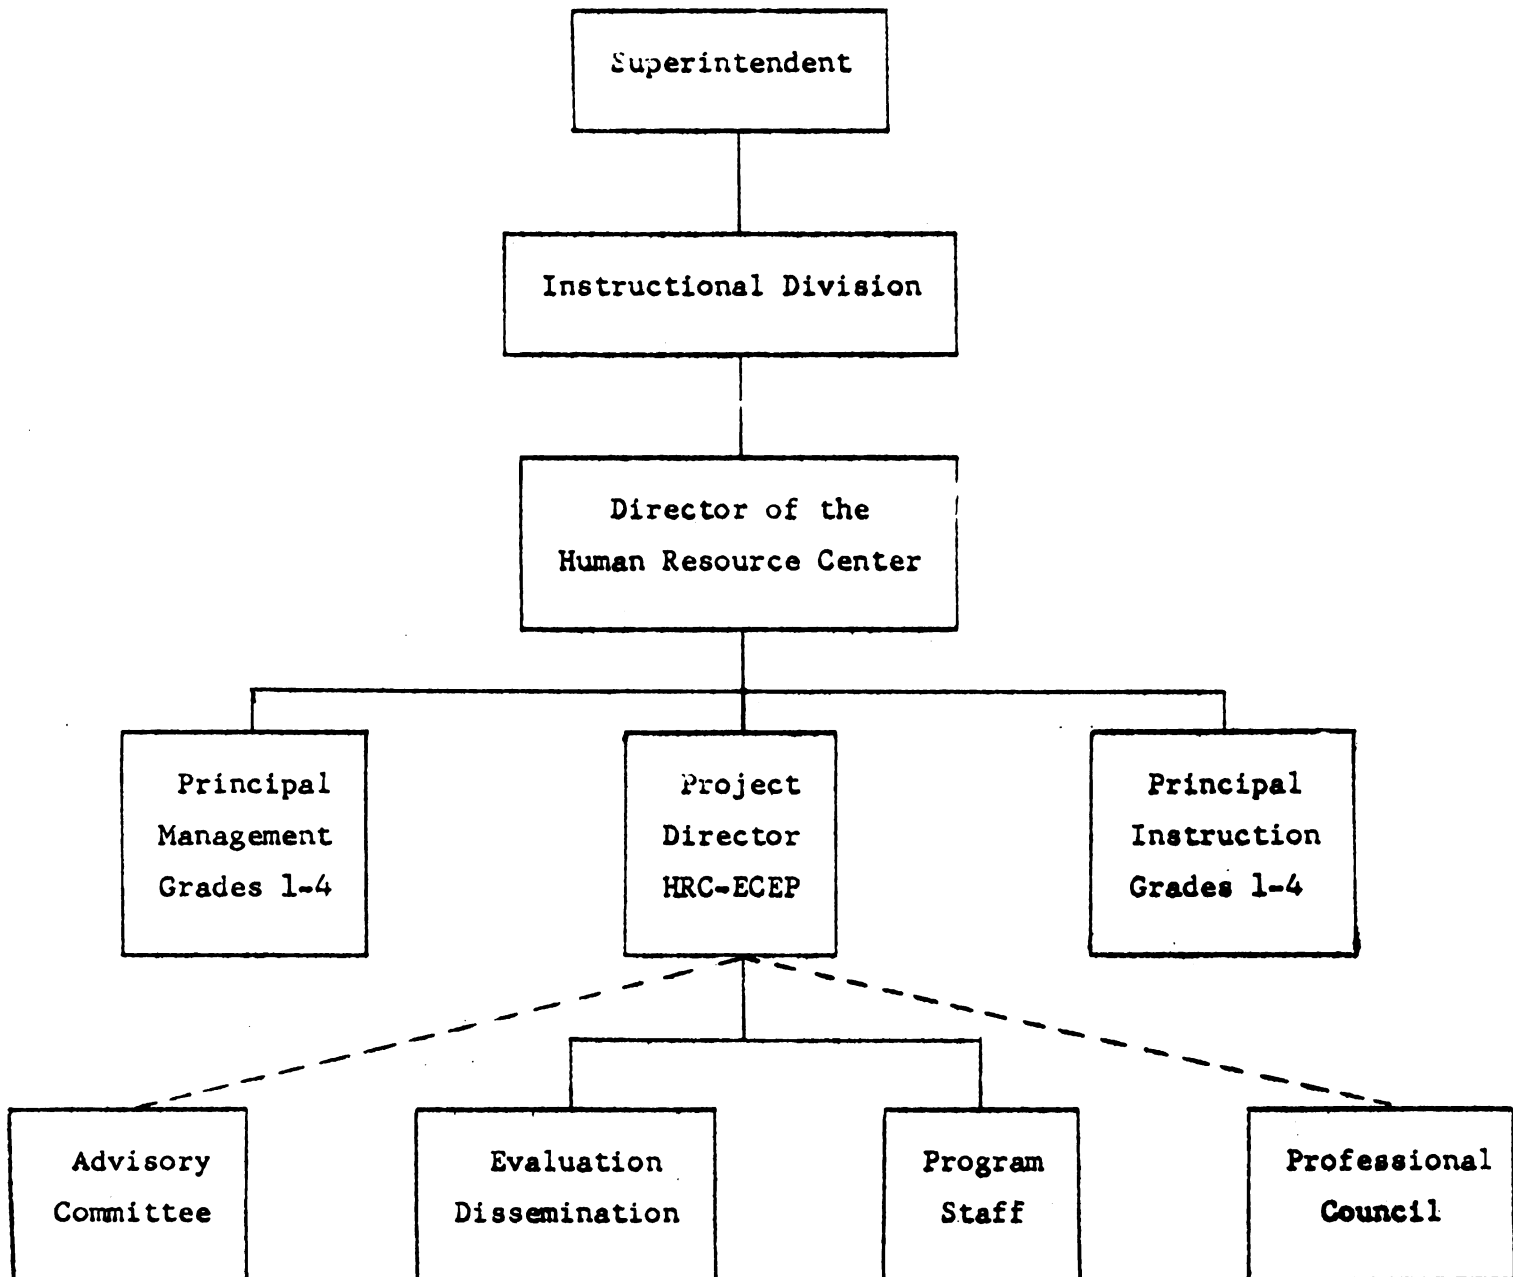 Superintendent
Instructional Division
Director of the
Human Resource Center
Principal
Management
Grades 1-4
Project
Director
HRC-ECEP
Principal
Instruction
Grades 1-4
Advisory
Committee
Evaluation
Dissemination
Program
Staff
Professional
Council